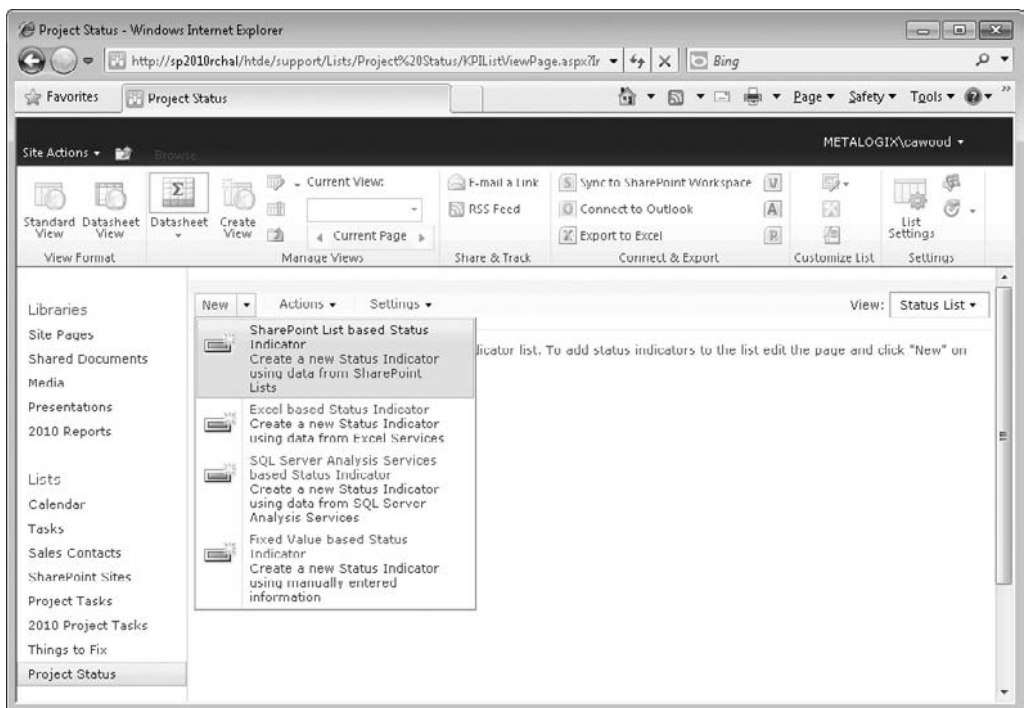 Project Status - Windows Internet Explorer
http://sp2010rchal/htde/support/Lists/Project%20Status/KPIListViewPage.aspx?lr
Bing
Favorites
Project Status
Page
Safety
Tools
»
Site Actions
Browse
METALOGIX\cawood
Standard View
Datasheet View
Datasheet
Create View
Current View:
Current Page
E-mail a Link
RSS Feed
Sync to SharePoint Workspace
Connect to Outlook
Export to Excel
List Settings
View Format
Manage Views
Share & Track
Connect & Export
Customize List
Settings
Libraries
Site Pages
Shared Documents
Media
Presentations
2010 Reports
Lists
Calendar
Tasks
Sales Contacts
SharePoint Sites
Project Tasks
2010 Project Tasks
Things to Fix
Project Status
New
Actions
Settings
View:
Status List
SharePoint List based Status
Indicator
Create a new Status Indicator
using data from SharePoint
Lists
Excel based Status Indicator
Create a new Status Indicator
using data from Excel Services
SQL Server Analysis Services
based Status Indicator
Create a new Status Indicator
using data from SQL Server
Analysis Services
Fixed Value based Status
Indicator
Create a new Status Indicator
using manually entered
information
list. To add status indicators to the list edit the page and click "New" on